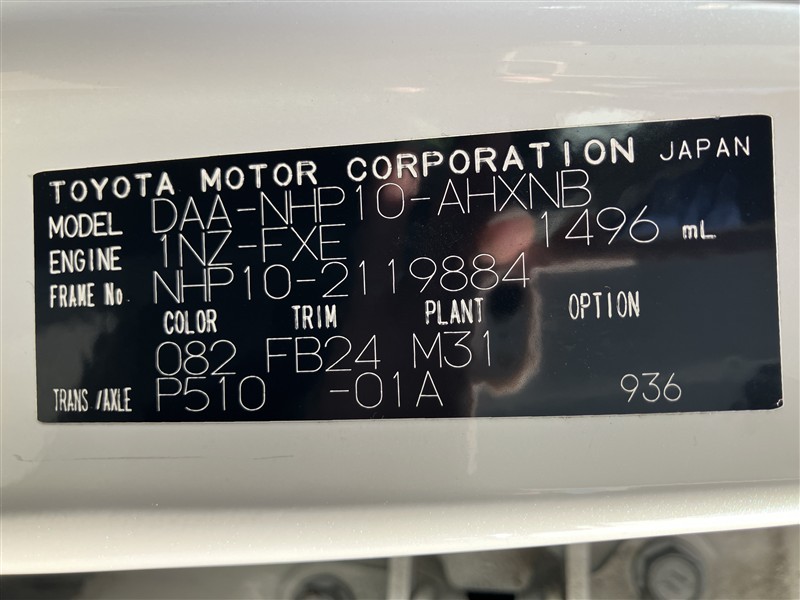 TOYOTA MOTOR CORPORATION JAPAN
MODEL DAA-NHP10-AHXNB
ENGINE 1NZ-FXE 1496 mL
FRAME No. NHP10-2119884
COLOR TRIM PLANT OPTION
082 FB24 M31
TRANS /AXLE P510 -01A 936